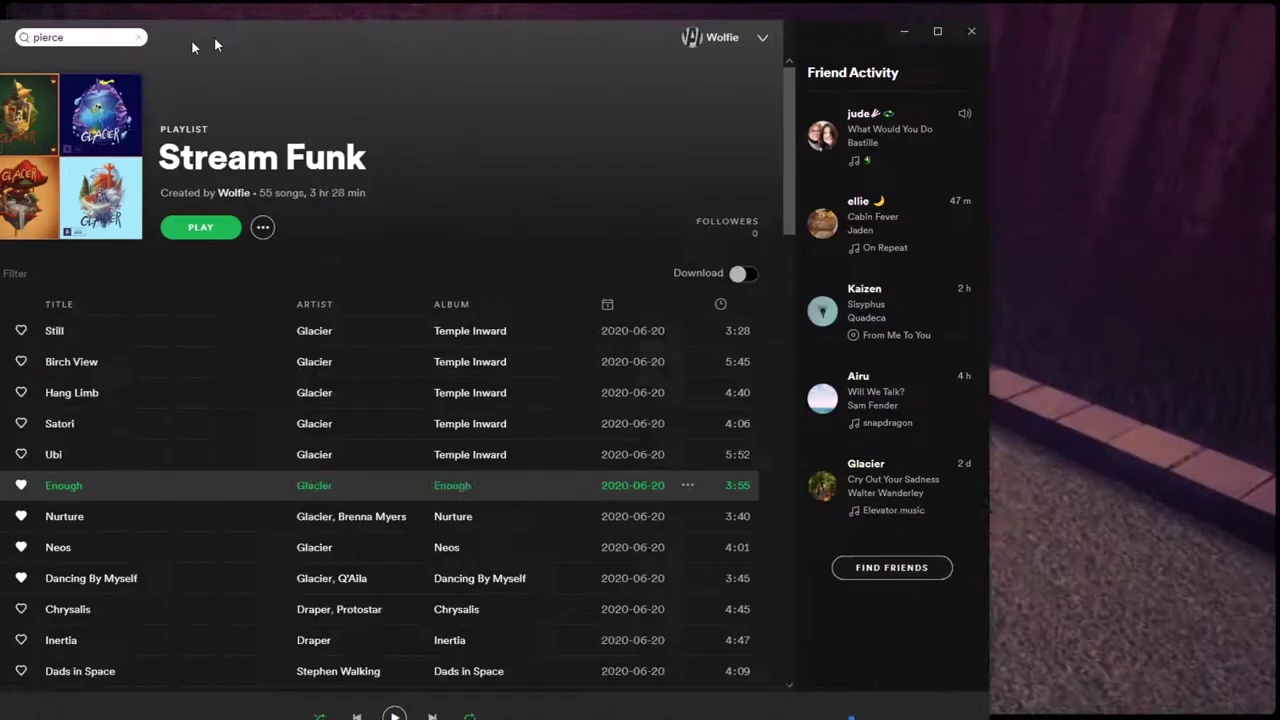 pierce
Wolfie
GLACIER
GLACIER
GLACIER
GLACIER
PLAYLIST
Stream Funk
Created by Wolfie • 55 songs, 3 hr 28 min
PLAY
FOLLOWERS
0
Filter
Download
TITLE ARTIST ALBUM
Still Glacier Temple Inward 2020-06-20 3:28
Birch View Glacier Temple Inward 2020-06-20 5:45
Hang Limb Glacier Temple Inward 2020-06-20 4:40
Satori Glacier Temple Inward 2020-06-20 4:06
Ubi Glacier Temple Inward 2020-06-20 5:52
Enough Glacier Enough 2020-06-20 3:55
Nurture Glacier, Brenna Myers Nurture 2020-06-20 3:40
Neos Glacier Neos 2020-06-20 4:01
Dancing By Myself Glacier, Q'Aila Dancing By Myself 2020-06-20 3:45
Chrysalis Draper, Protostar Chrysalis 2020-06-20 4:45
Inertia Draper Inertia 2020-06-20 4:47
Dads in Space Stephen Walking Dads in Space 2020-06-20 4:09
Friend Activity
jude
What Would You Do
Bastille
ellie 47 m
Cabin Fever
Jaden
On Repeat
Kaizen 2 h
Sisyphus
Quadeca
From Me To You
Airu 4 h
Will We Talk?
Sam Fender
snapdragon
Glacier 2 d
Cry Out Your Sadness
Walter Wanderley
Elevator music
FIND FRIENDS